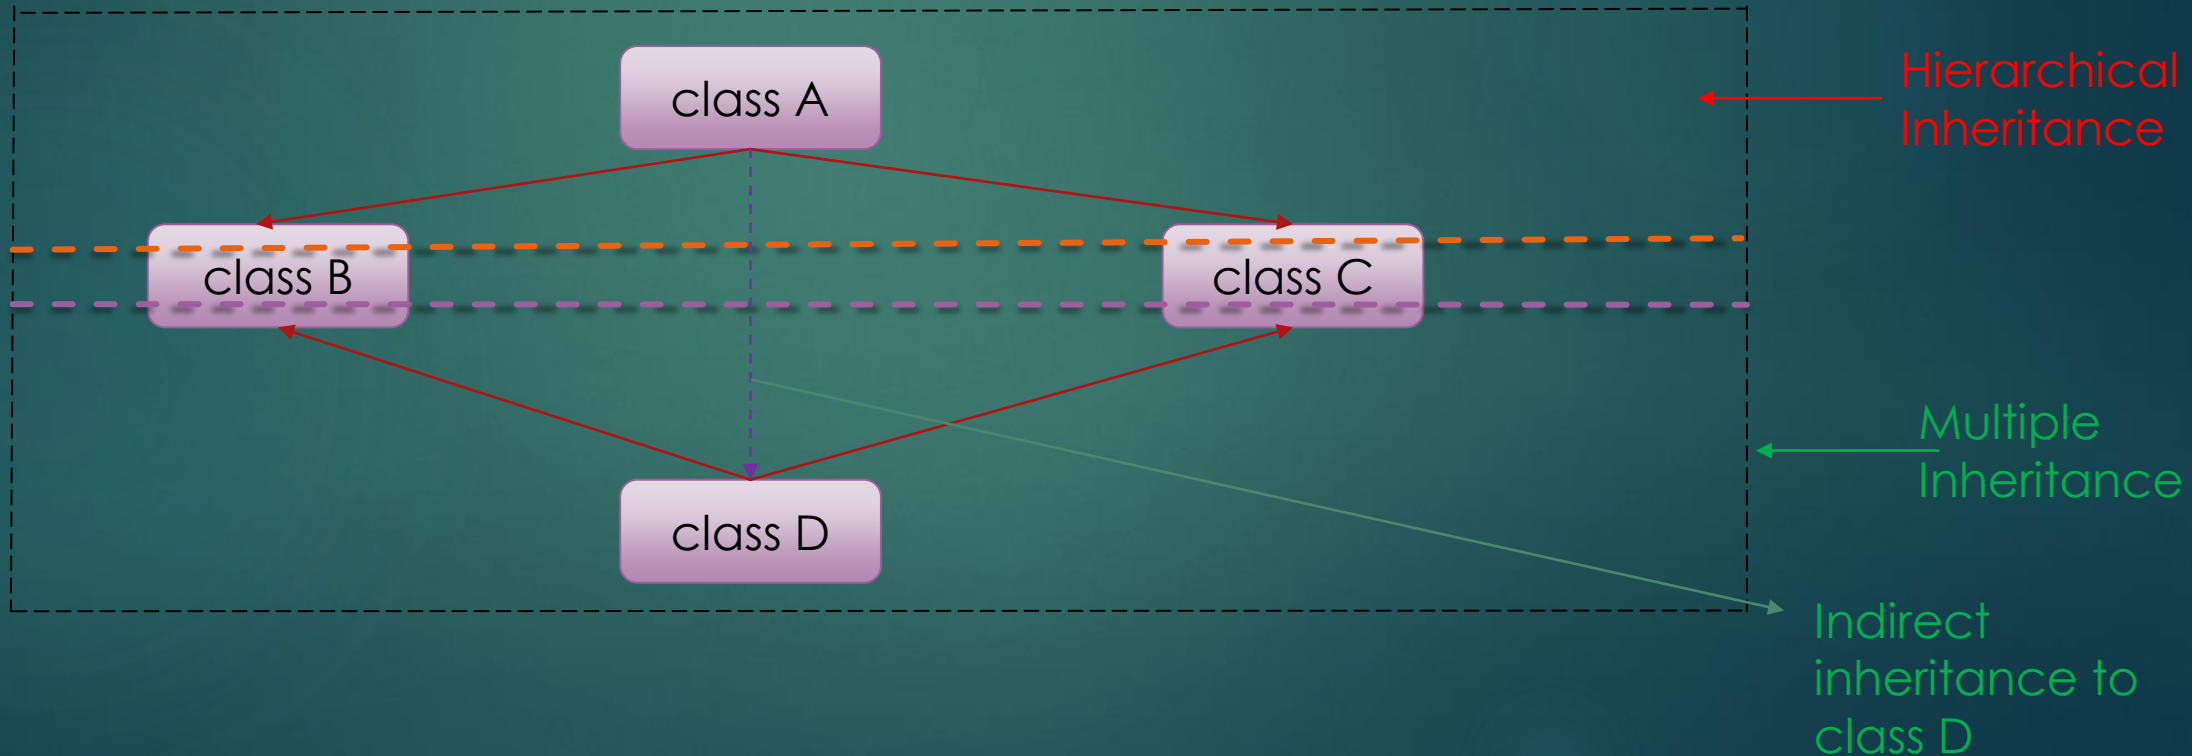 class A
Hierarchical
Inheritance
class B
class C
Multiple
Inheritance
class D
Indirect
inheritance to
class D